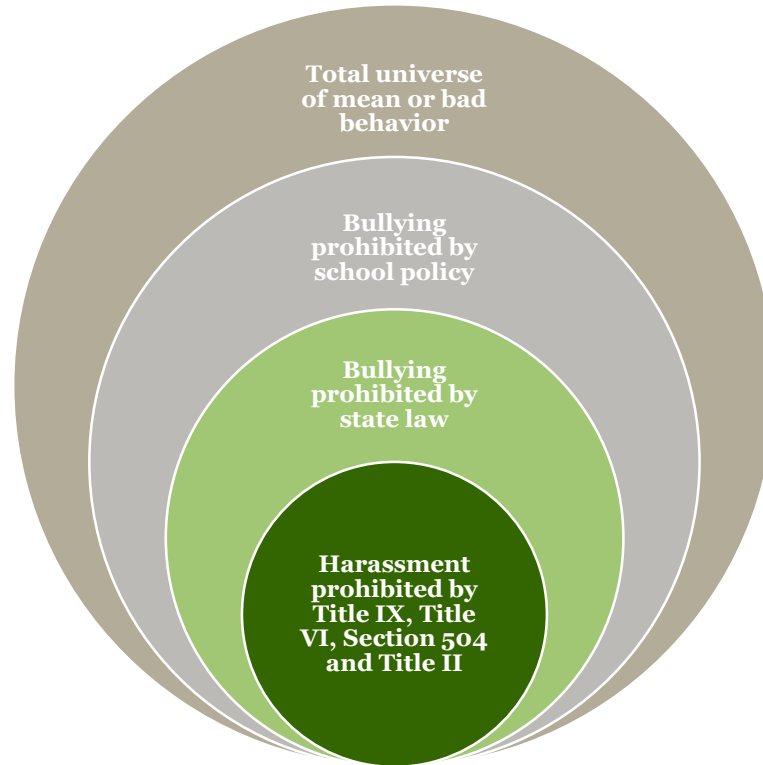 Total universe
of mean or bad
behavior
Bullying
prohibited by
school policy
Bullying
prohibited by
state law
Harassment
prohibited by
Title IX, Title
VI, Section 504
and Title II